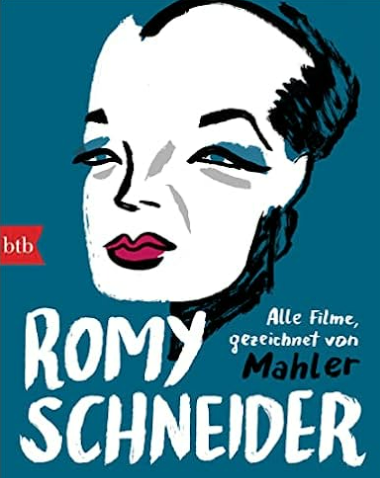 btb
Alle Filme,
gezeichnet von
Mahler
ROMY
SCHNEIDER